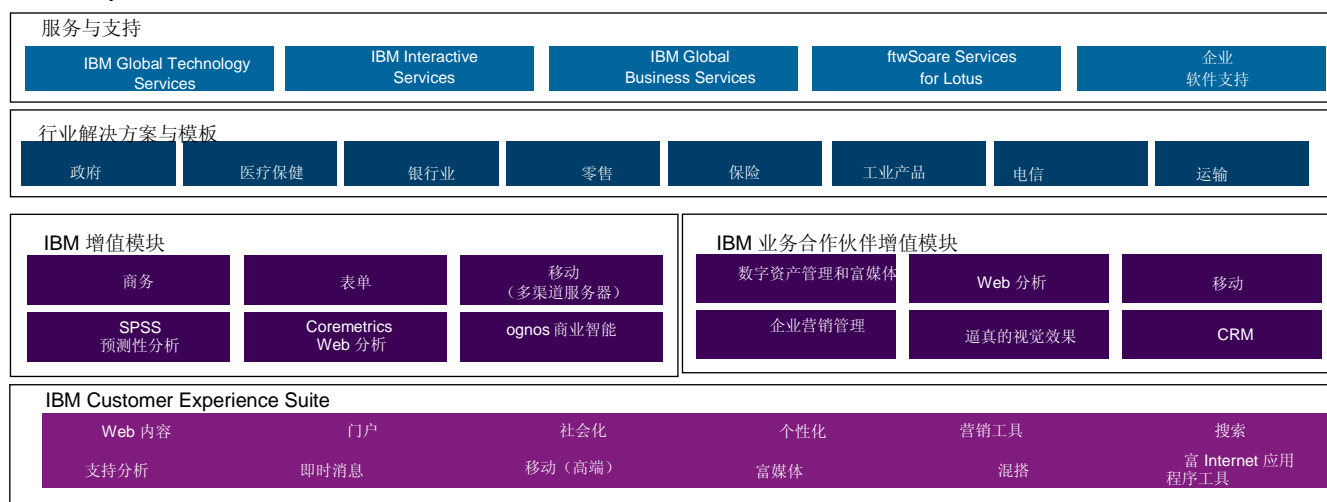 服务与支持
IBM Global Technology
Services
IBM Interactive
Services
IBM Global
Business Services
ftwSoare Services
for Lotus
企业
软件支持
行业解决方案与模板
政府
医疗保健
银行业
零售
保险
工业产品
电信
运输
IBM 增值模块
商务
表单
移动
（多渠道服务器）
SPSS
预测性分析
Coremetrics
Web 分析
ognos 商业智能
IBM 业务合作伙伴增值模块
数字资产管理和富媒体
Web 分析
移动
企业营销管理
逼真的视觉效果
CRM
IBM Customer Experience Suite
Web 内容
门户
社会化
个性化
营销工具
搜索
支持分析
即时消息
移动（高端）
富媒体
混搭
富 Internet 应用
程序工具